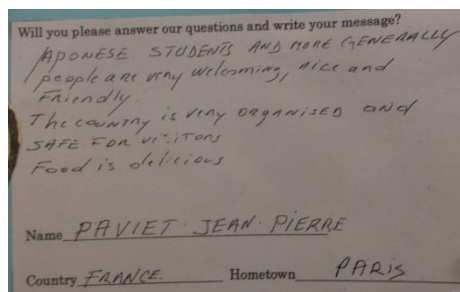 Will you please answer our questions and write your message?
JAPONESE STUDENTS AND MORE GENERALLY
people are very welcoming, nice and
FRIENDLY
The country is very organised and
SAFE FOR VISITORS
Food is delicious
Name PAVIET JEAN-PIERRE
Country FRANCE Hometown PARIS